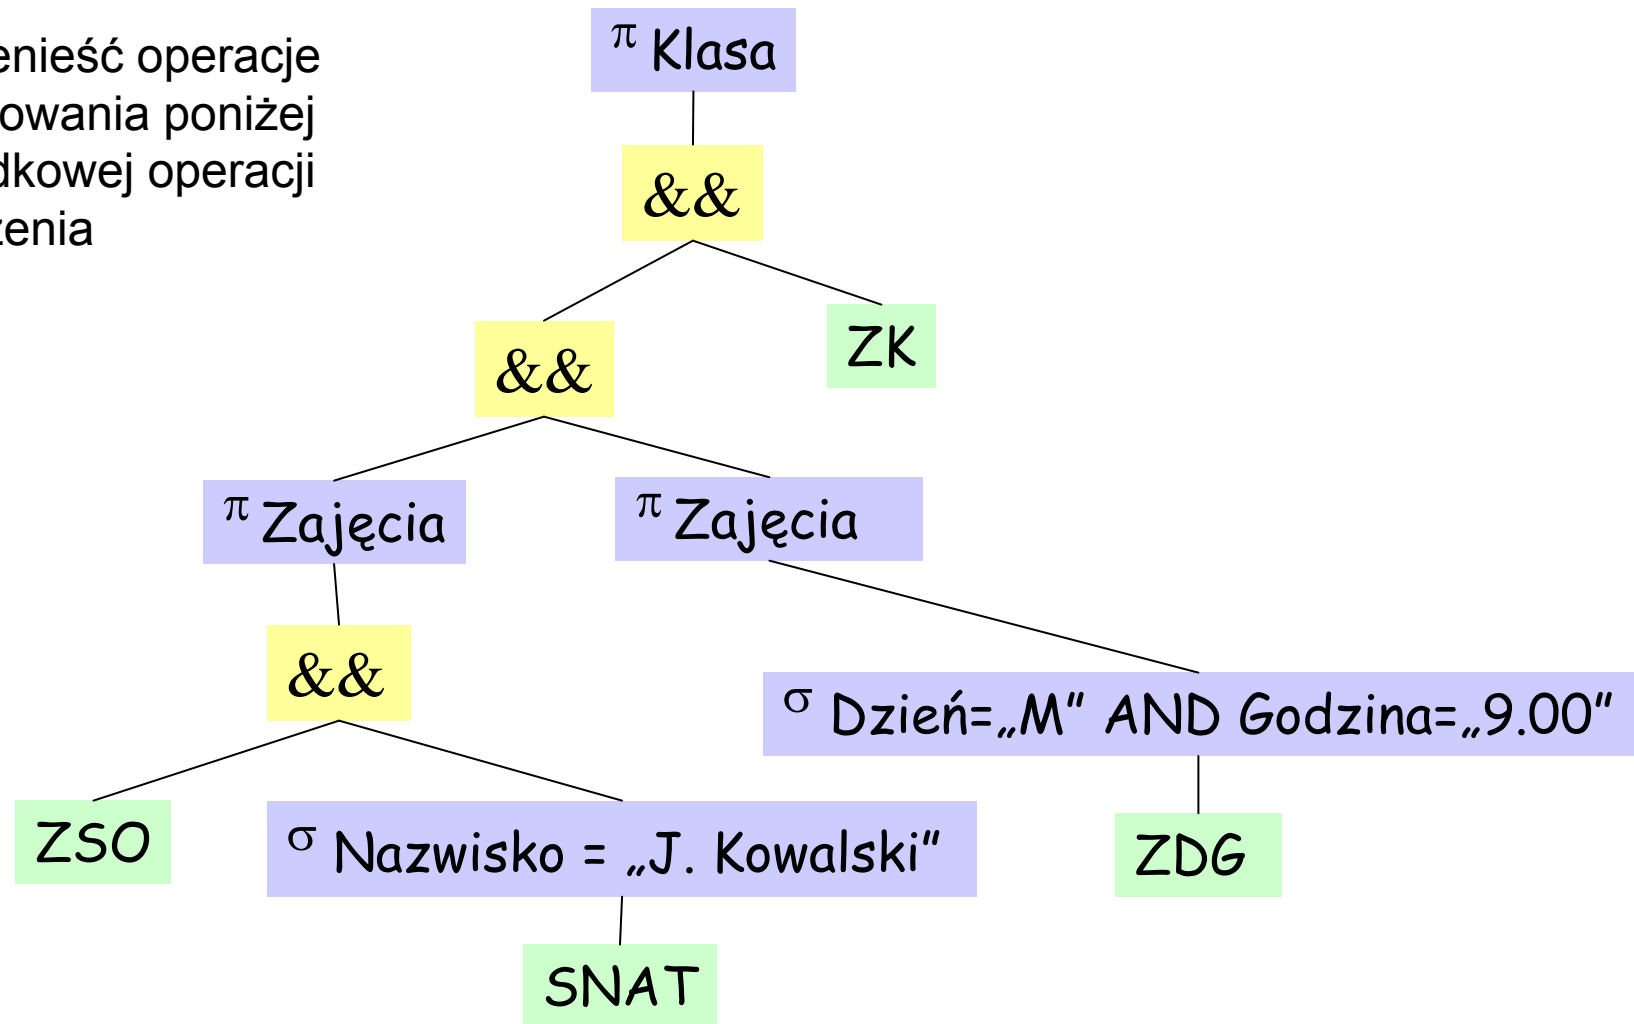 enieść operacje
owania poniżej
dkowej operacji
zenia
π Klasa
&&
&&
ZK
π Zajęcia
π Zajęcia
&&
σ Dzień=„M” AND Godzina=„9.00”
ZSO
σ Nazwisko = „J. Kowalski”
ZDG
SNAT